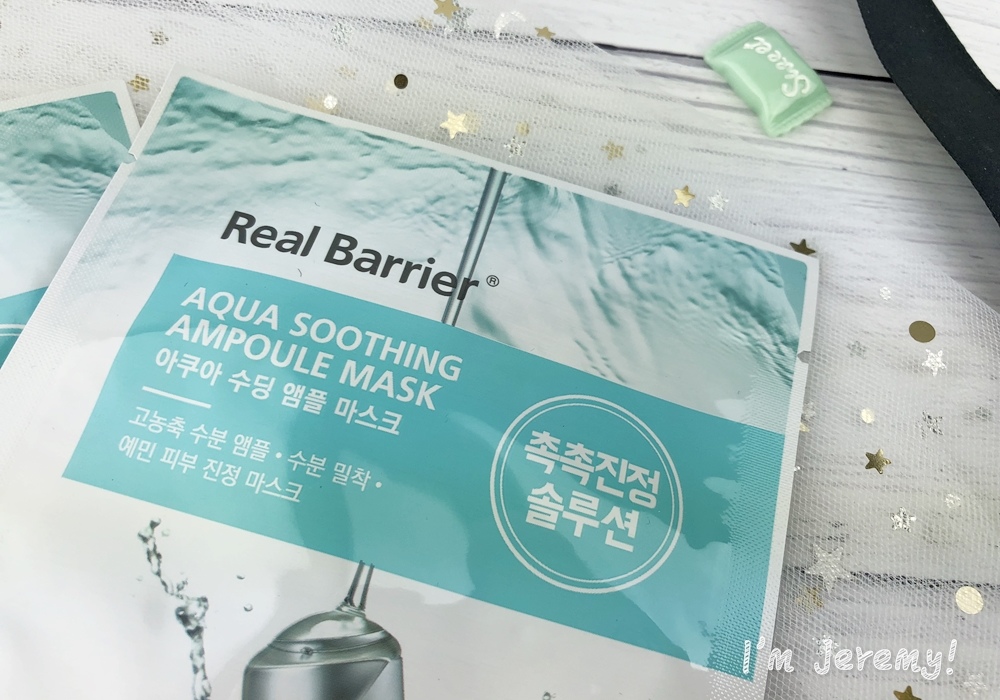 Sweet
Real Barrier®
AQUA SOOTHING
AMPOULE MASK
아쿠아 수딩 앰플 마스크
고농축 수분 앰플 • 수분 밀착 •
예민 피부 진정 마스크
촉촉진정
솔루션
I'm Jeremy!